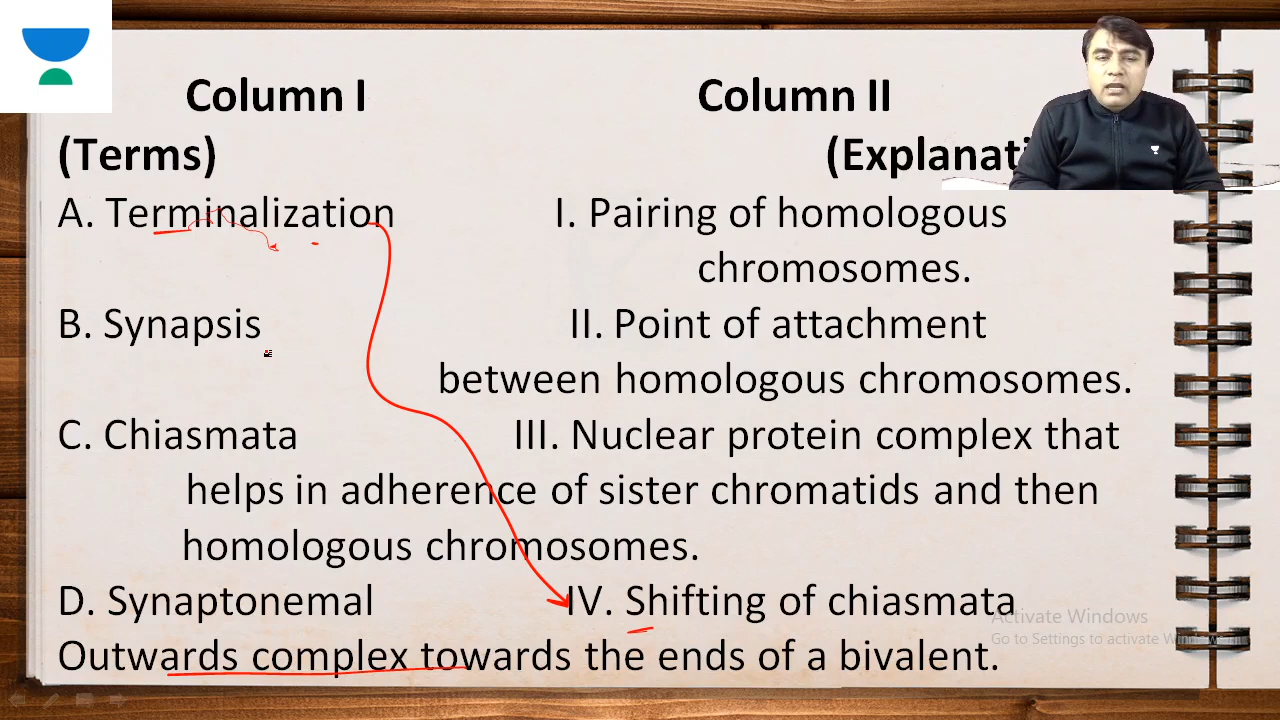 Column I Column II
(Terms) (Explanati
A. Terminalization I. Pairing of homologous
chromosomes.
B. Synapsis II. Point of attachment
between homologous chromosomes.
C. Chiasmata III. Nuclear protein complex that
helps in adherence of sister chromatids and then
homologous chromosomes.
D. Synaptonemal IV. Shifting of chiasmata
Outwards complex towards the ends of a bivalent.
Activate Windows
Go to Settings to activate Windows